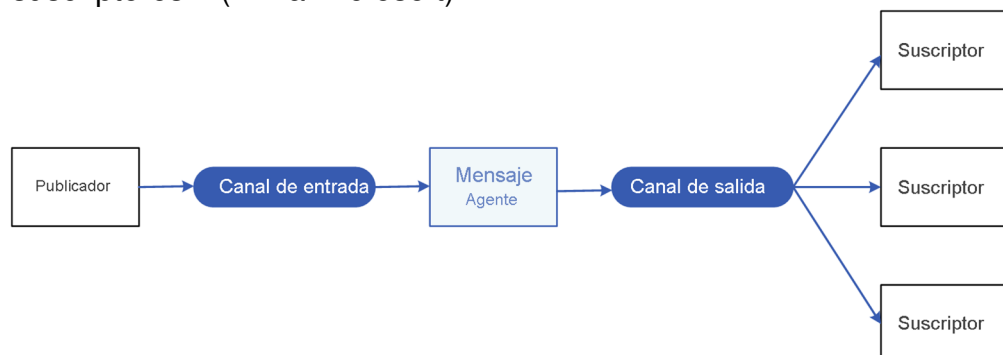 Suscriptor
Publicador
Canal de entrada
Mensaje
Agente
Canal de salida
Suscriptor
Suscriptor